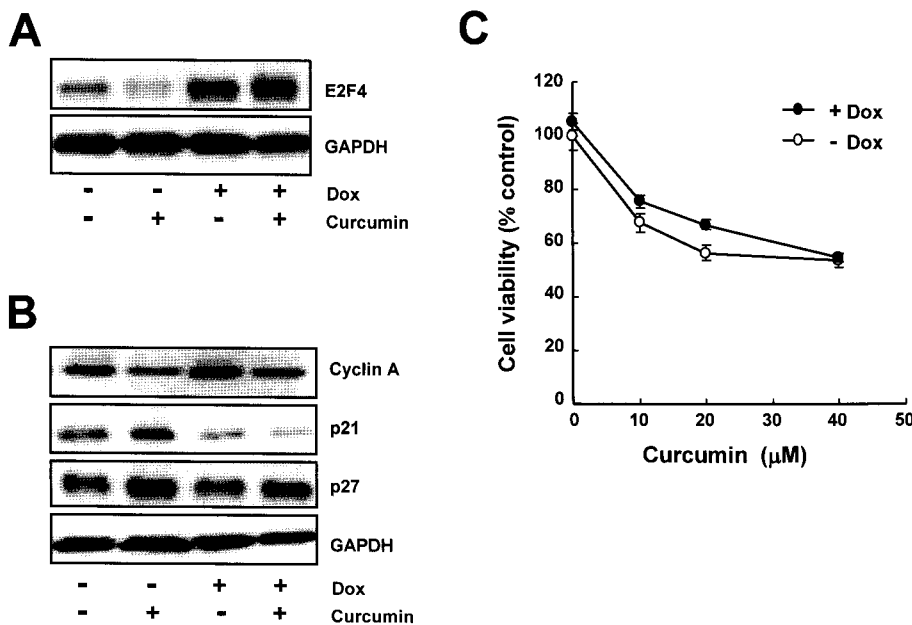 A
E2F4
GAPDH
- - + + Dox
- + - + Curcumin
B
Cyclin A
p21
p27
GAPDH
- - + + Dox
- + - + Curcumin
C
120
100
80
60
40
20
0
Cell viability (% control)
+ Dox
- Dox
0 10 20 30 40 50
Curcumin (μM)